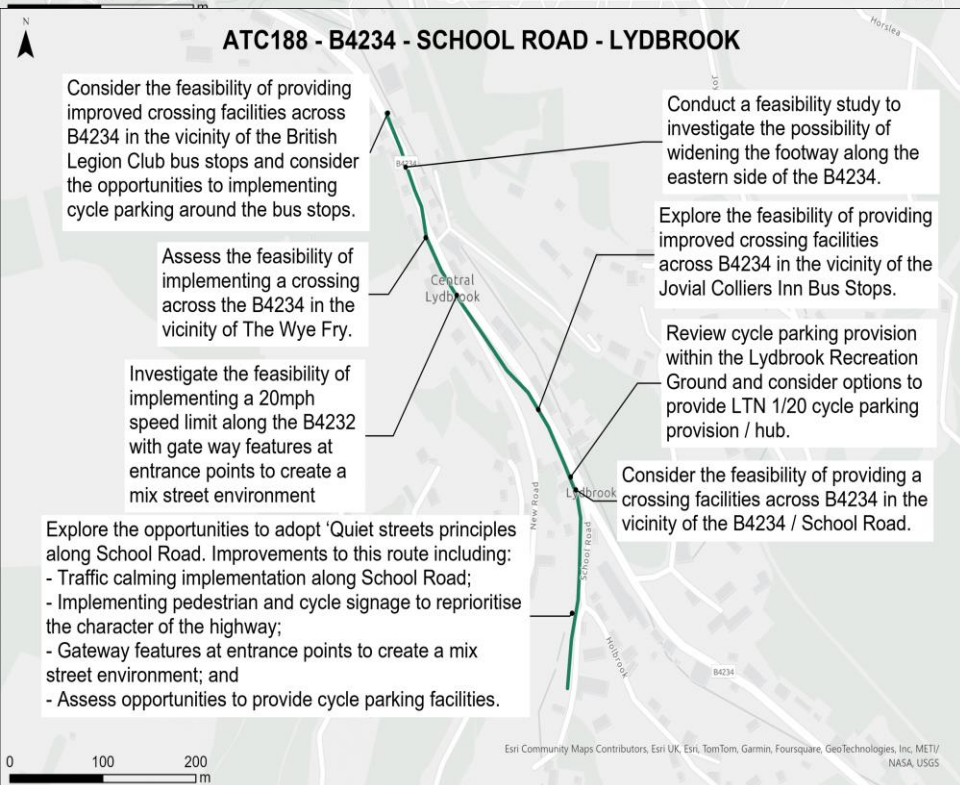 m
N
ATC188 - B4234 - SCHOOL ROAD - LYDBROOK
Horslea
Joy
Consider the feasibility of providing
improved crossing facilities across
B4234 in the vicinity of the British
Legion Club bus stops and consider
the opportunities to implementing
cycle parking around the bus stops.
Conduct a feasibility study to
investigate the possibility of
widening the footway along the
eastern side of the B4234.
B4234
Assess the feasibility of
implementing a crossing
across the B4234 in the
vicinity of The Wye Fry.
Explore the feasibility of providing
improved crossing facilities
across B4234 in the vicinity of the
Jovial Colliers Inn Bus Stops.
Central
Lydbrook
Investigate the feasibility of
implementing a 20mph
speed limit along the B4232
with gate way features at
entrance points to create a
mix street environment
Review cycle parking provision
within the Lydbrook Recreation
Ground and consider options to
provide LTN 1/20 cycle parking
provision / hub.
Lydbrook
Consider the feasibility of providing a
crossing facilities across B4234 in the
vicinity of the B4234 / School Road.
New Road
School Road
Explore the opportunities to adopt ‘Quiet streets principles
along School Road. Improvements to this route including:
- Traffic calming implementation along School Road;
- Implementing pedestrian and cycle signage to reprioritise
the character of the highway;
- Gateway features at entrance points to create a mix
street environment; and
- Assess opportunities to provide cycle parking facilities.
Holbrook
B4234
Esri Community Maps Contributors, Esri UK, Esri, TomTom, Garmin, Foursquare, GeoTechnologies, Inc, METI/
NASA, USGS
0 100 200
m